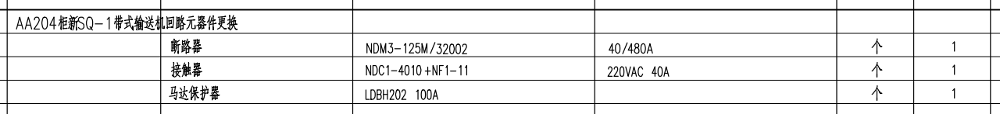 AA204柜新SQ-1带式输送机回路元器件更换
断路器 NDM3-125M/32002 40/480A 个 1
接触器 NDC1-4010+NF1-11 220VAC 40A 个 1
马达保护器 LDBH202 100A 个 1